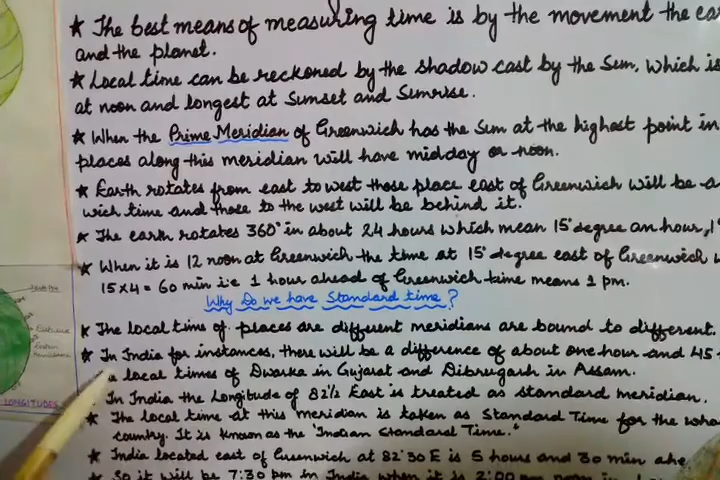 ★ The best means of measuring time is by the movement the ea
and the planet.
★ Local time can be reckoned by the shadow cast by the Sun, which is
at noon and longest at Sunset and Sunrise.
★ When the Prime Meridian of Greenwich has the Sun at the highest point in
places along this meridian will have midday or noon.
★ Earth rotates from east to west those place east of Greenwich will be a
wich time and those to the west will be behind it.
★ The earth rotates 360° in about 24 hours which mean 15° degree an hour, 1°
★ When it is 12 noon at Greenwich the time at 15° degree east of Greenwich w
15x4 = 60 min i.e 1 hour ahead of Greenwich time means 1 pm.
Why Do we have Standard time?
★ The local time of places are different meridians are bound to different.
★ In India for instances, there will be a difference of about one hour and 45
local times of Dwarka in Gujarat and Dibrugarh in Assam.
In India the Longitude of 82½ East is treated as standard meridian.
★ The local time at this meridian is taken as Standard Time for the who
country. It is known as the "Indian Standard Time."
★ India located east of Greenwich at 82°30 E is 5 hours and 30 min ahe
So it will be 7:30 pm in India when it is 2:00 pm noon in
LONGITUDES